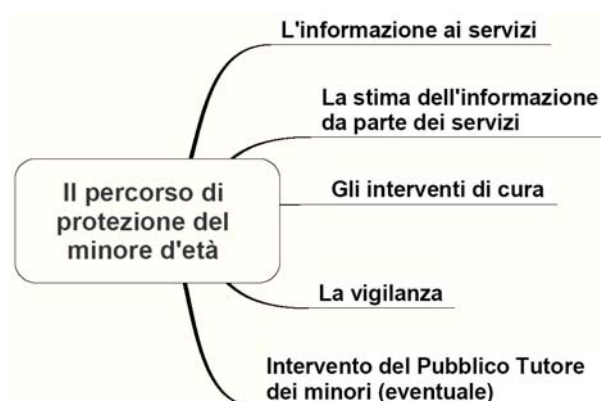 L'informazione ai servizi
La stima dell'informazione
da parte dei servizi
Il percorso di
protezione del
minore d'età
Gli interventi di cura
La vigilanza
Intervento del Pubblico Tutore
dei minori (eventuale)